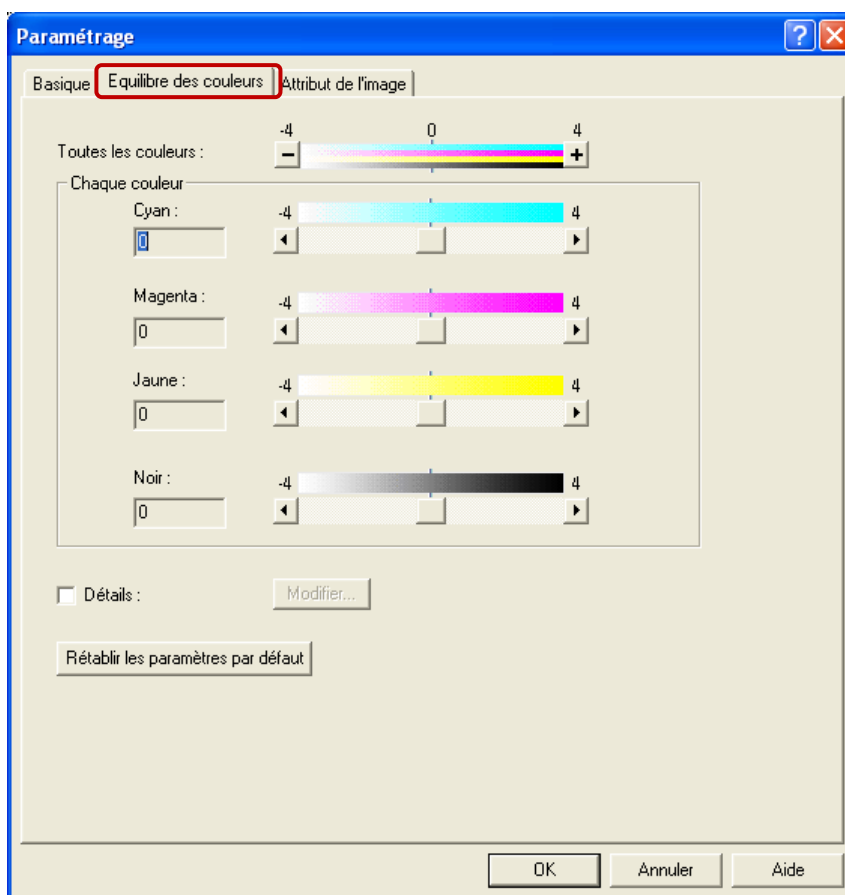 Paramétrage
Basique Equilibre des couleurs Attribut de l'image
-4 0 4
Toutes les couleurs : − +
Chaque couleur
Cyan : -4 4
0
Magenta : -4 4
0
Jaune : -4 4
0
Noir : -4 4
0
Détails : Modifier...
Rétablir les paramètres par défaut
OK Annuler Aide